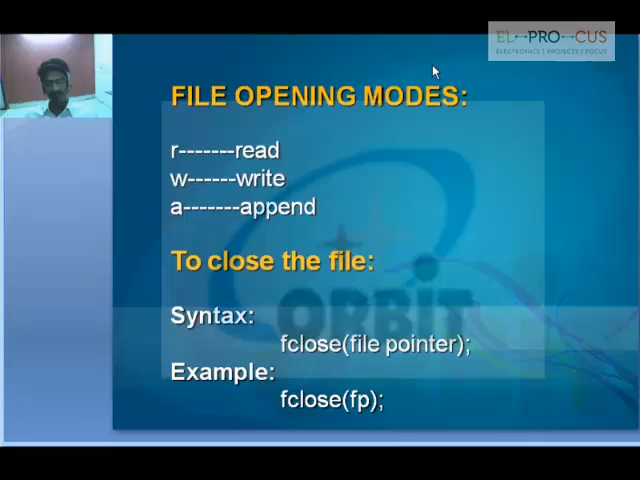 EL--PRO--CUS
ELECTRONICS | PROJECTS | FOCUS
FILE OPENING MODES:
r-------read
w------write
a-------append
To close the file:
ORBIT
Syntax:
fclose(file pointer);
Example:
fclose(fp);